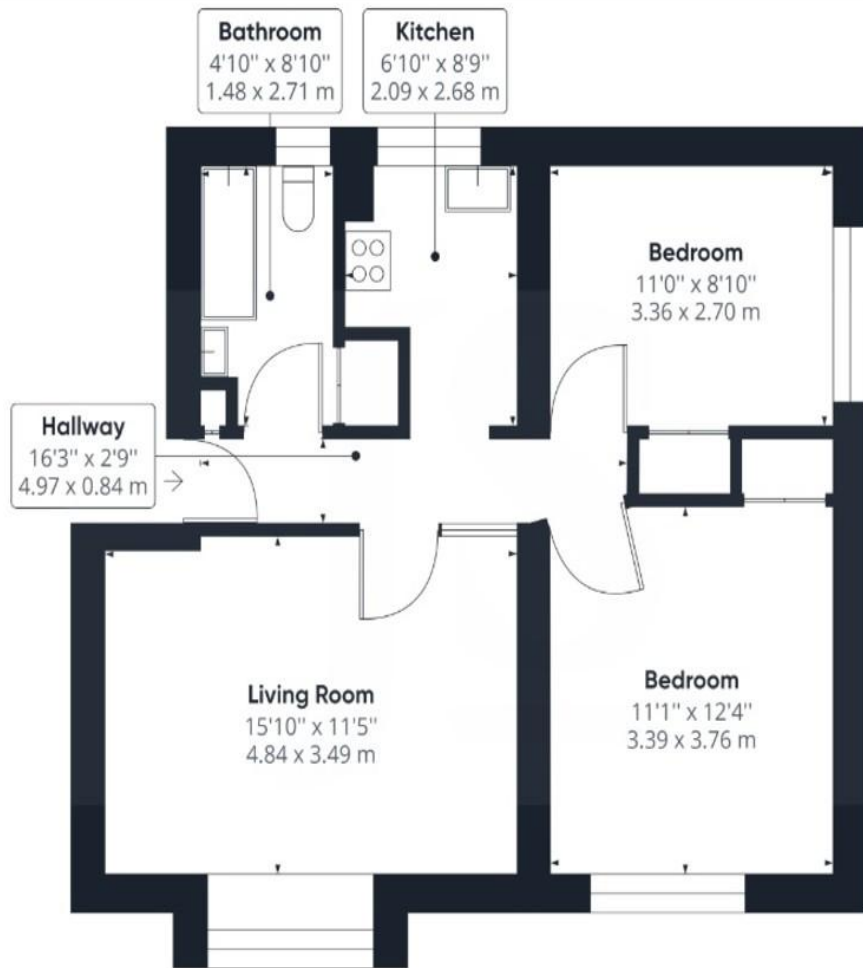 Bathroom
4'10" x 8'10"
1.48 x 2.71 m
Kitchen
6'10" x 8'9"
2.09 x 2.68 m
Bedroom
11'0" x 8'10"
3.36 x 2.70 m
Hallway
16'3" x 2'9"
4.97 x 0.84 m
Living Room
15'10" x 11'5"
4.84 x 3.49 m
Bedroom
11'1" x 12'4"
3.39 x 3.76 m